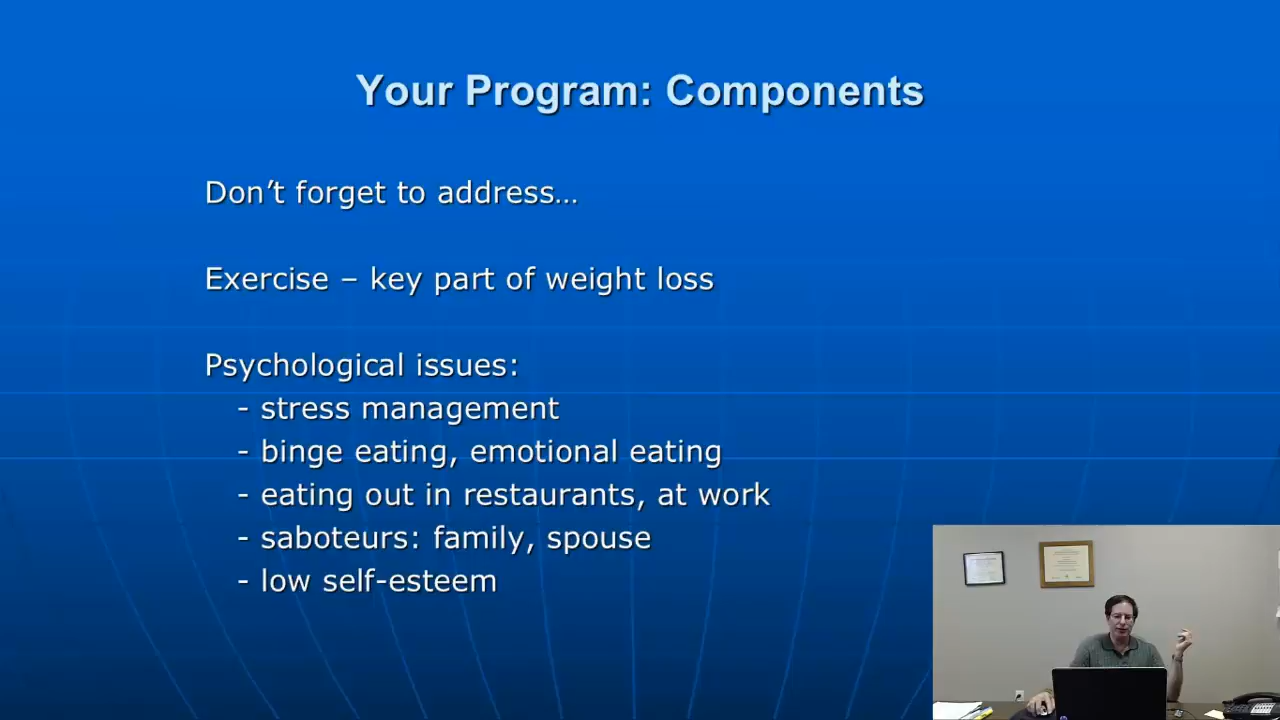 Your Program: Components
Don’t forget to address…
Exercise – key part of weight loss
Psychological issues:
- stress management
- binge eating, emotional eating
- eating out in restaurants, at work
- saboteurs: family, spouse
- low self-esteem